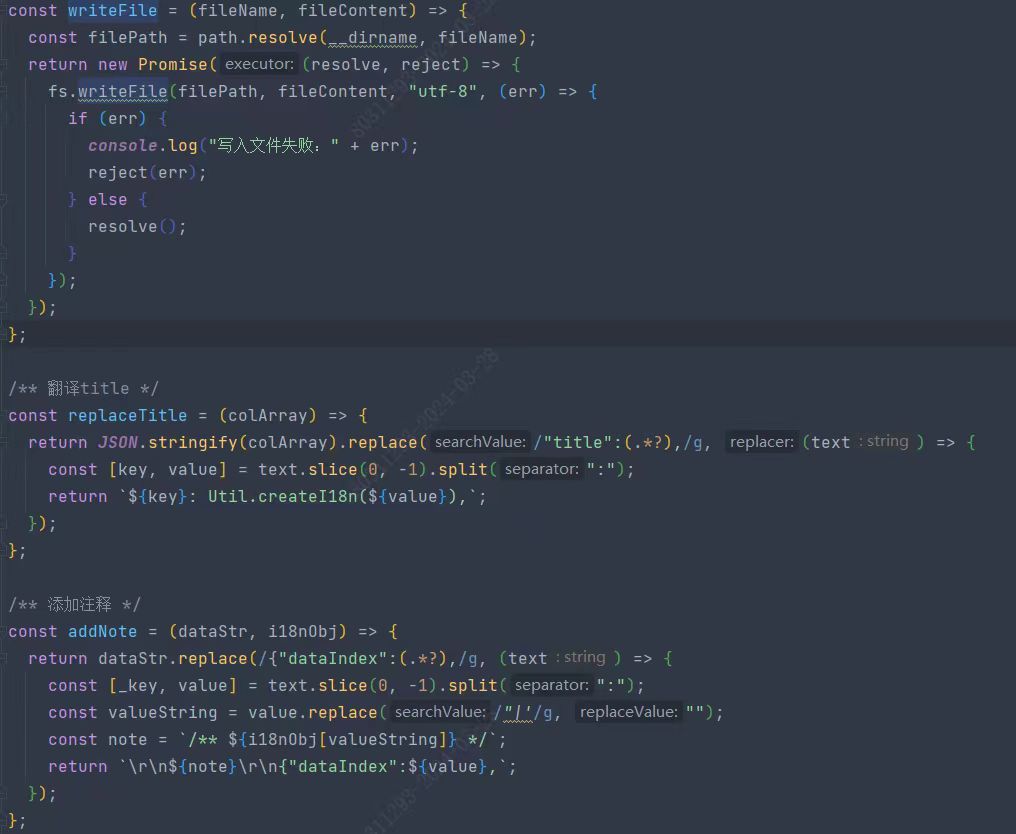 const writeFile = (fileName, fileContent) => {
const filePath = path.resolve(__dirname, fileName);
return new Promise( executor: (resolve, reject) => {
fs.writeFile(filePath, fileContent, "utf-8", (err) => {
if (err) {
console.log("写入文件失败：" + err);
reject(err);
} else {
resolve();
}
});
});
};
/** 翻译title */
const replaceTitle = (colArray) => {
return JSON.stringify(colArray).replace( searchValue: /"title":(.*?),/g, replacer: (text : string ) => {
const [key, value] = text.slice(0, -1).split( separator: ":");
return `${key}: Util.createI18n(${value}),`;
});
};
/** 添加注释 */
const addNote = (dataStr, i18nObj) => {
return dataStr.replace(/{"dataIndex":(.*?),/g, (text : string ) => {
const [_key, value] = text.slice(0, -1).split( separator: ":");
const valueString = value.replace( searchValue: /"|'/g, replaceValue: "");
const note = `/** ${i18nObj[valueString]} */`;
return `\r\n${note}\r\n{"dataIndex":${value},`;
});
};